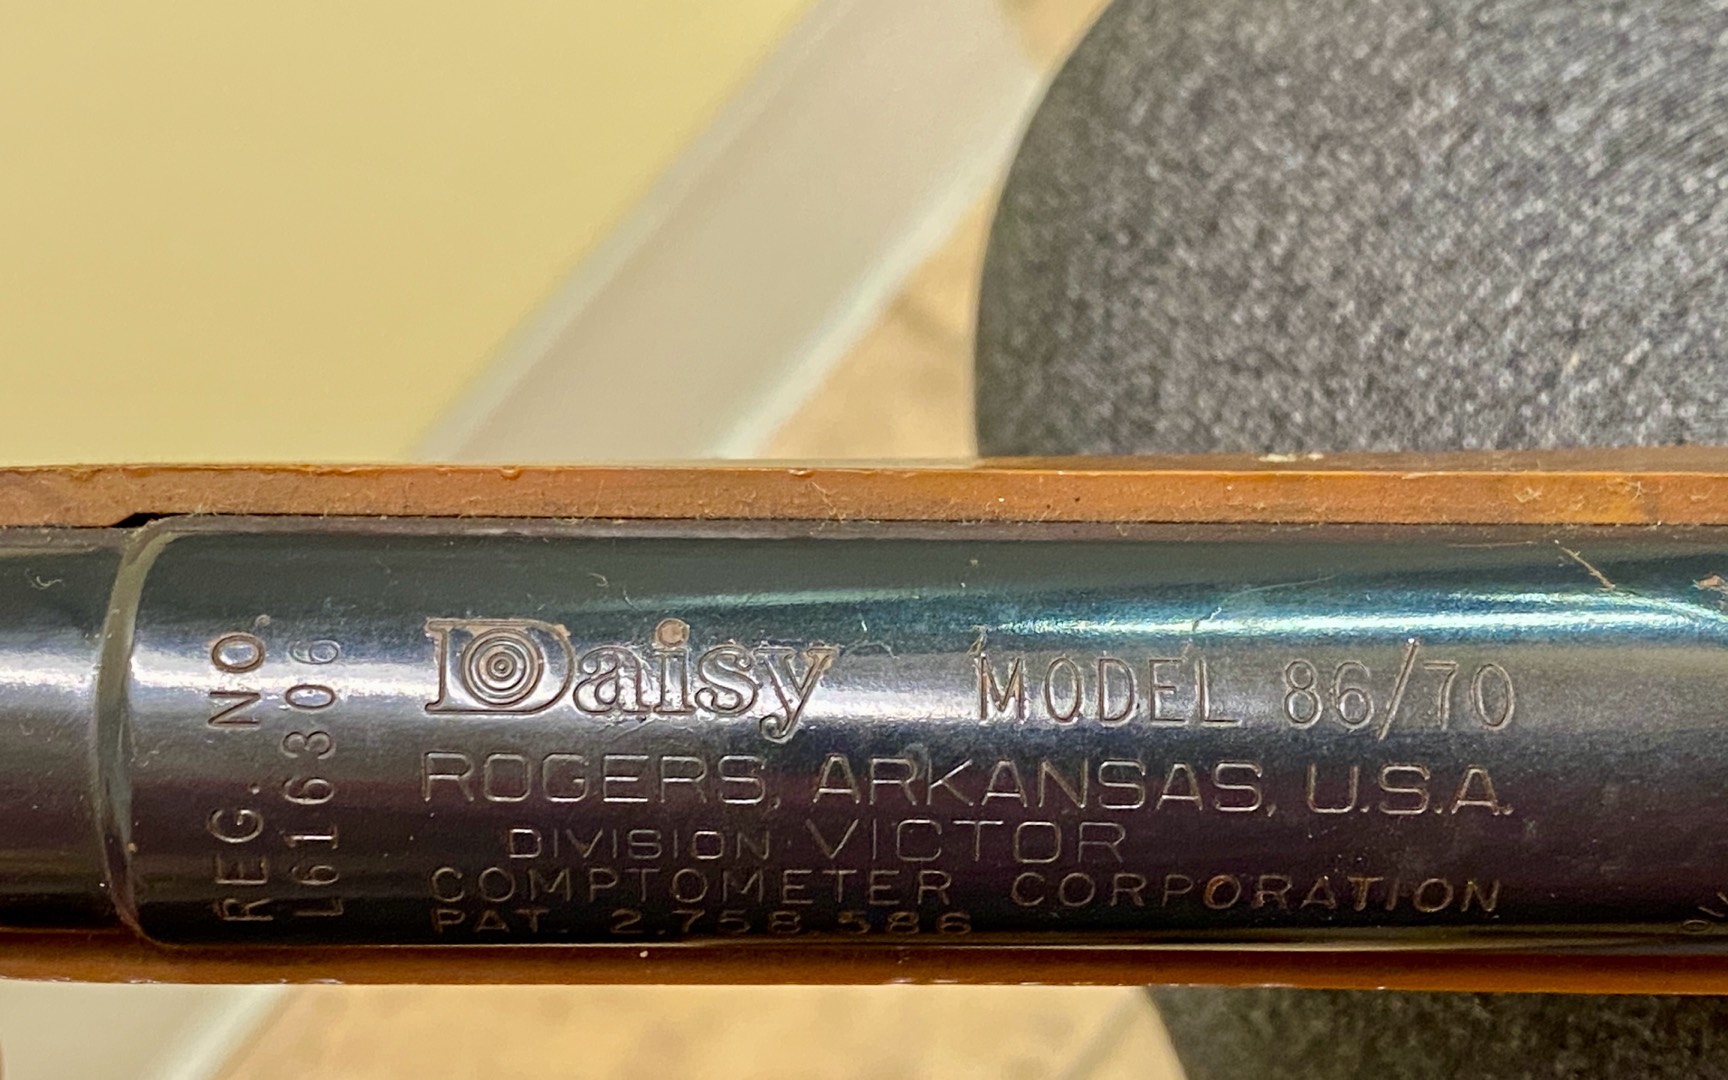 REG. NO.
L616306
Daisy MODEL 86/70
ROGERS, ARKANSAS, U.S.A.
DIVISION VICTOR
COMPTOMETER CORPORATION
PAT. 2.758.586